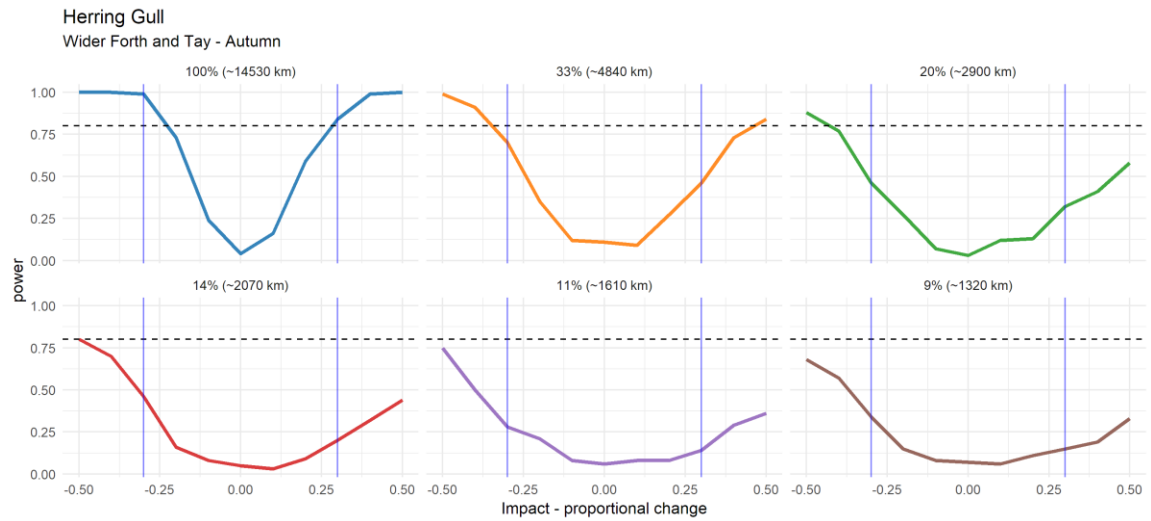 Herring Gull
Wider Forth and Tay - Autumn
100% (~14530 km)
33% (~4840 km)
20% (~2900 km)
1.00
0.75
0.50
0.25
0.00
power
14% (~2070 km)
11% (~1610 km)
9% (~1320 km)
1.00
0.75
0.50
0.25
0.00
-0.50 -0.25 0.00 0.25 0.50
-0.50 -0.25 0.00 0.25 0.50
-0.50 -0.25 0.00 0.25 0.50
Impact - proportional change